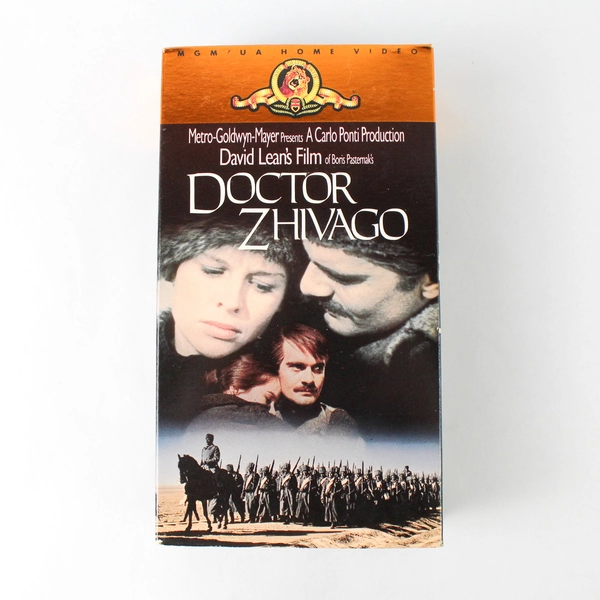 MGM/UA HOME VIDEO
Metro-Goldwyn-Mayer Presents A Carlo Ponti Production
David Lean's Film of Boris Pasternak's
DOCTOR
ZHIVAGO